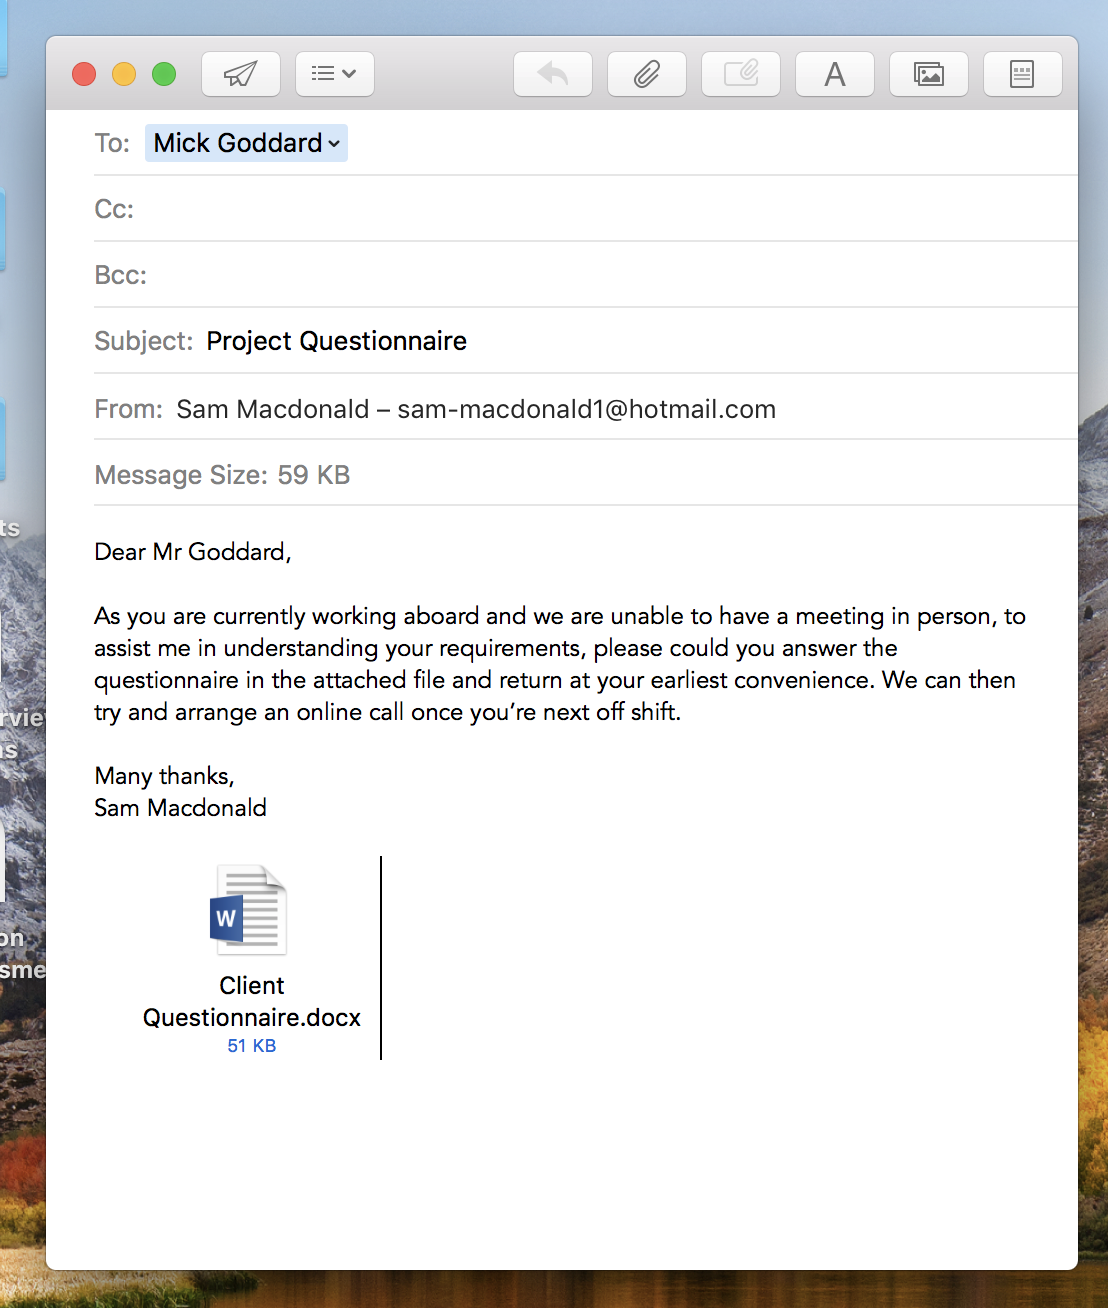 To: Mick Goddard
Cc:
Bcc:
Subject: Project Questionnaire
From: Sam Macdonald – sam-macdonald1@hotmail.com
Message Size: 59 KB
Dear Mr Goddard,
As you are currently working aboard and we are unable to have a meeting in person, to
assist me in understanding your requirements, please could you answer the
questionnaire in the attached file and return at your earliest convenience. We can then
try and arrange an online call once you’re next off shift.
Many thanks,
Sam Macdonald
W
Client
Questionnaire.docx
51 KB